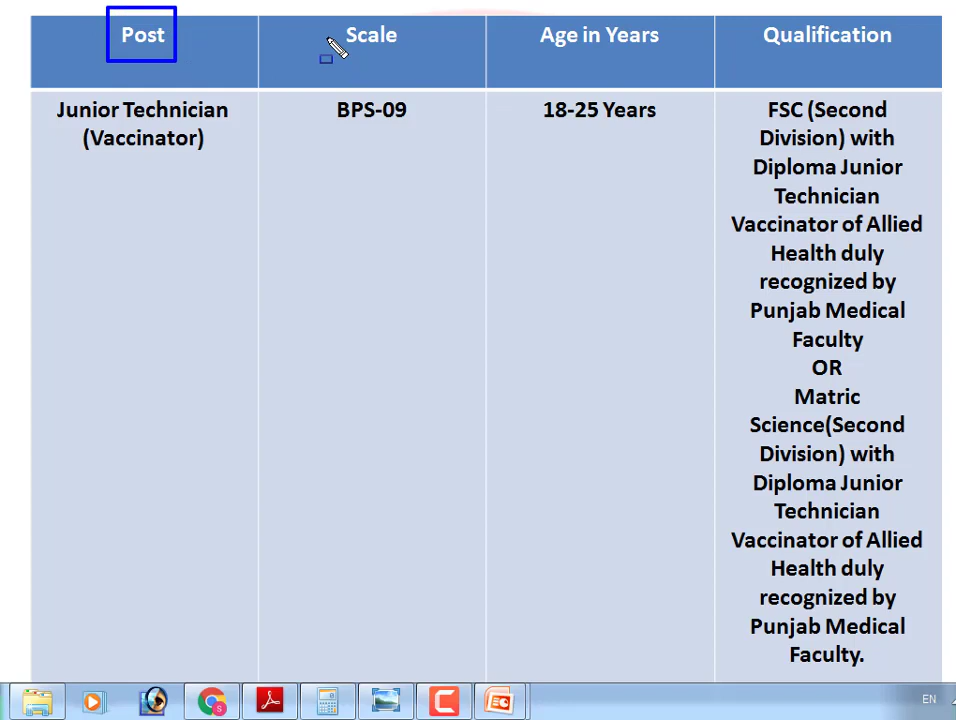 Post
Scale
Age in Years
Qualification
Junior Technician
(Vaccinator)
BPS-09
18-25 Years
FSC (Second
Division) with
Diploma Junior
Technician
Vaccinator of Allied
Health duly
recognized by
Punjab Medical
Faculty
OR
Matric
Science(Second
Division) with
Diploma Junior
Technician
Vaccinator of Allied
Health duly
recognized by
Punjab Medical
Faculty.
EN